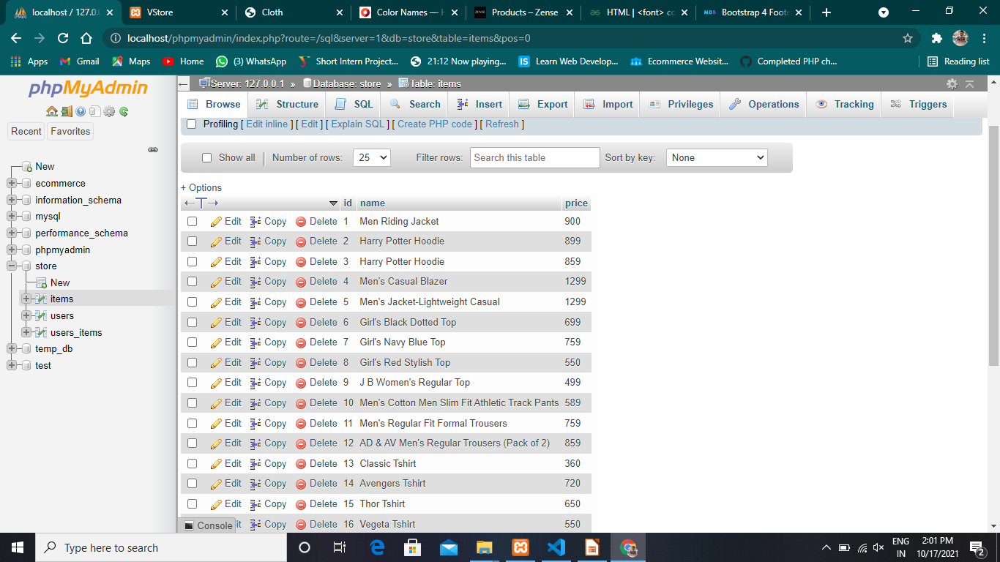 localhost / 127.0.
VStore
Cloth
Color Names — H
ZENSE
Products – Zense
HTML | <font> co
MDB
Bootstrap 4 Foote
localhost/phpmyadmin/index.php?route=/sql&server=1&db=store&table=items&pos=0
Apps
Gmail
Maps
Home
(3) WhatsApp
Short Intern Project...
21:12 Now playing...
IS
Learn Web Develop...
Ecommerce Websit...
Completed PHP ch...
Reading list
phpMyAdmin
Recent
Favorites
New
ecommerce
information_schema
mysql
performance_schema
phpmyadmin
store
New
items
users
users_items
temp_db
test
Server: 127.0.0.1 » Database: store » Table: items
Browse
Structure
SQL
Search
Insert
Export
Import
Privileges
Operations
Tracking
Triggers
Profiling [ Edit inline ] [ Edit ] [ Explain SQL ] [ Create PHP code ] [ Refresh ]
Show all | Number of rows: 25 Filter rows: Search this table Sort by key: None
+ Options
←T→ id name price
Edit Copy Delete 1 Men Riding Jacket 900
Edit Copy Delete 2 Harry Potter Hoodie 899
Edit Copy Delete 3 Harry Potter Hoodie 859
Edit Copy Delete 4 Men's Casual Blazer 1299
Edit Copy Delete 5 Men's Jacket-Lightweight Casual 1299
Edit Copy Delete 6 Girl's Black Dotted Top 699
Edit Copy Delete 7 Girl's Navy Blue Top 759
Edit Copy Delete 8 Girl's Red Stylish Top 550
Edit Copy Delete 9 J B Women's Regular Top 499
Edit Copy Delete 10 Men's Cotton Men Slim Fit Athletic Track Pants 589
Edit Copy Delete 11 Men's Regular Fit Formal Trousers 759
Edit Copy Delete 12 AD & AV Men's Regular Trousers (Pack of 2) 859
Edit Copy Delete 13 Classic Tshirt 360
Edit Copy Delete 14 Avengers Tshirt 720
Edit Copy Delete 15 Thor Tshirt 650
Console it Copy Delete 16 Vegeta Tshirt 550
Type here to search
ENG
IN
2:01 PM
10/17/2021
2